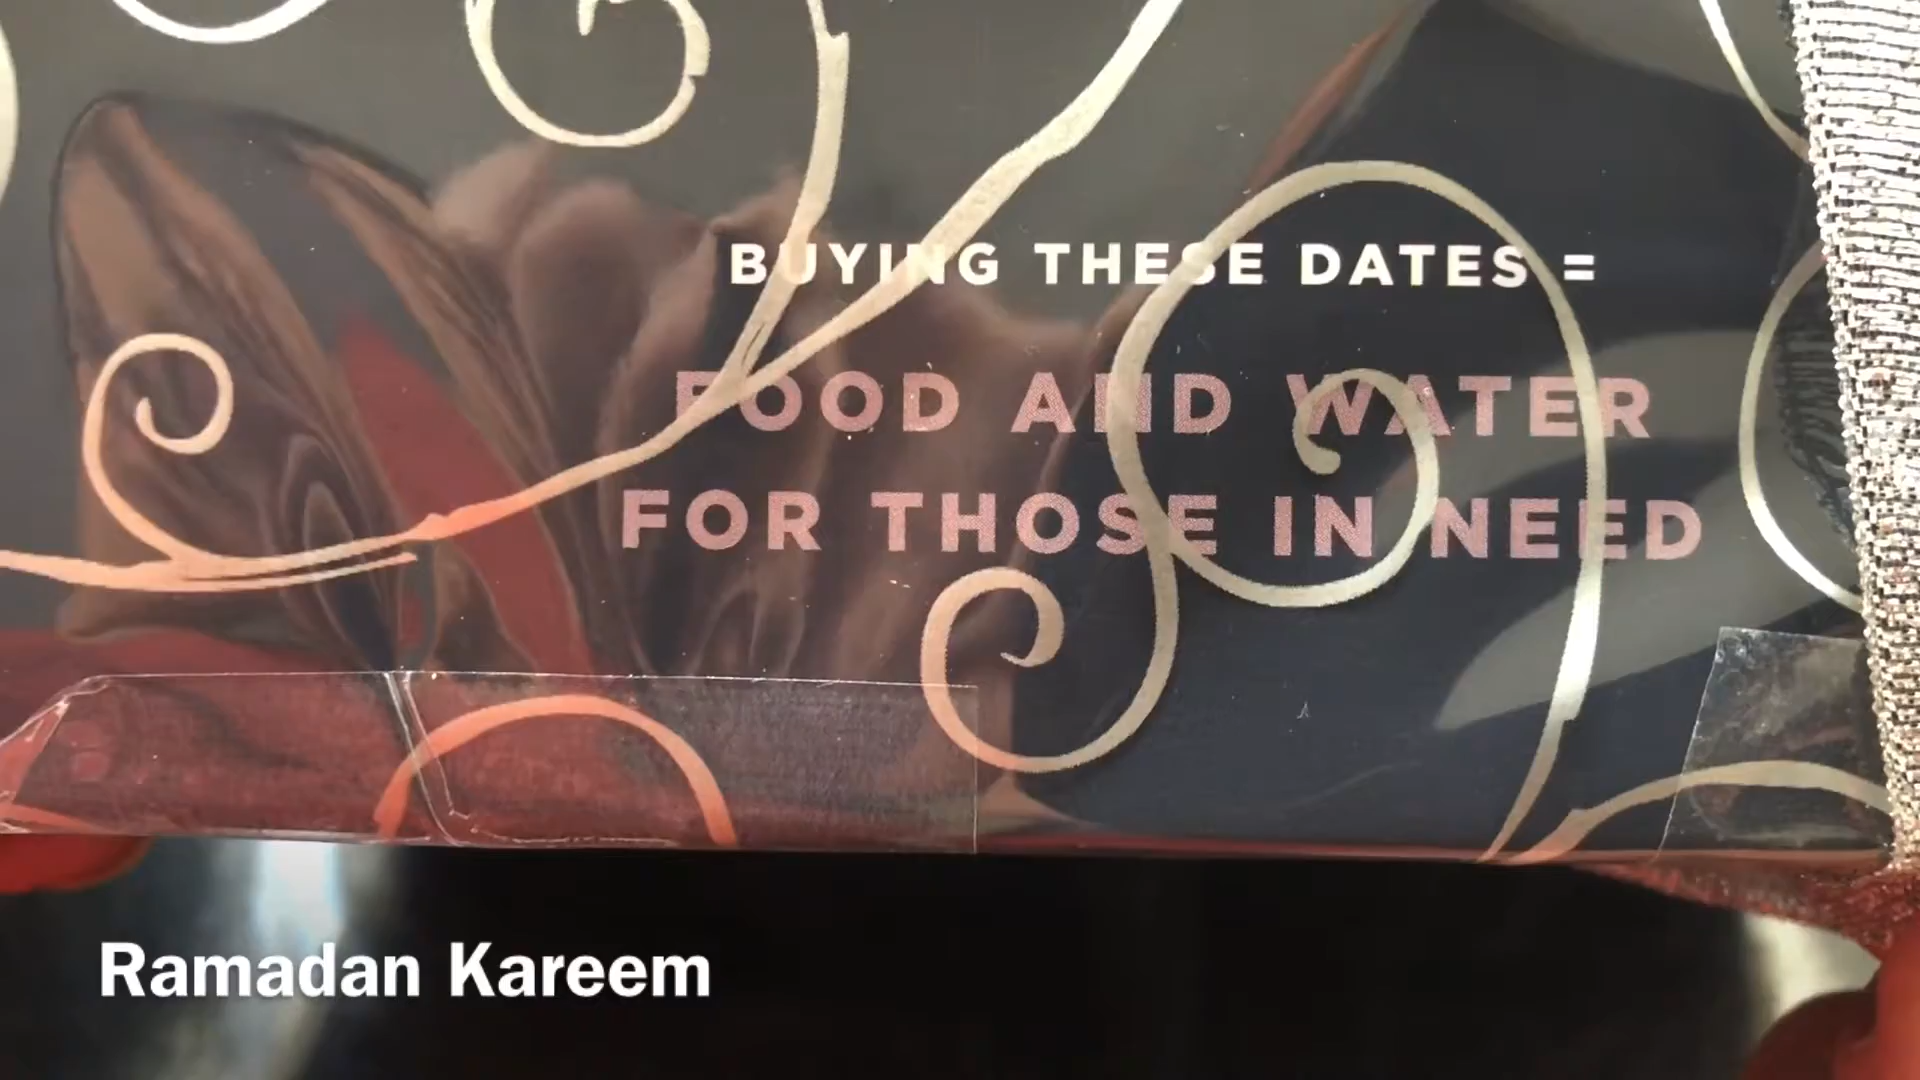 BUYING THESE DATES =
FOOD AND WATER
FOR THOSE IN NEED
Ramadan Kareem